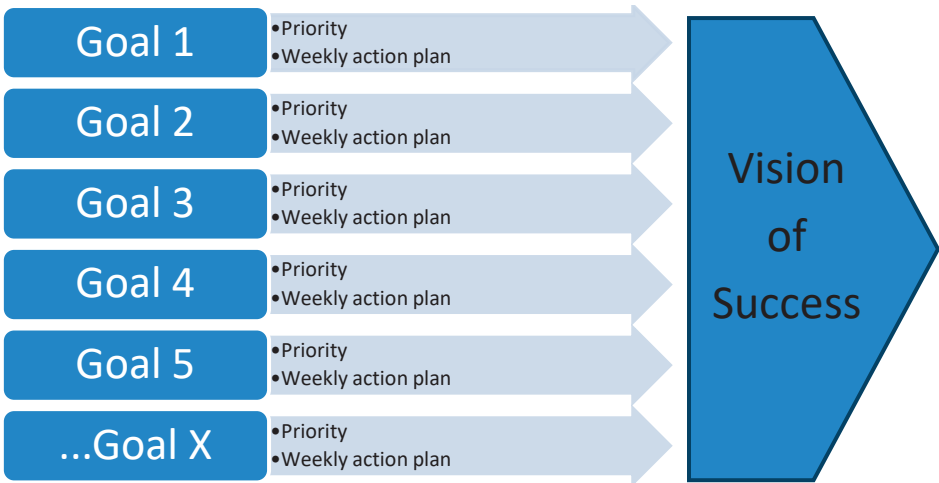 Goal 1
•Priority
•Weekly action plan
Goal 2
•Priority
•Weekly action plan
Goal 3
•Priority
•Weekly action plan
Goal 4
•Priority
•Weekly action plan
Goal 5
•Priority
•Weekly action plan
...Goal X
•Priority
•Weekly action plan
Vision
of
Success